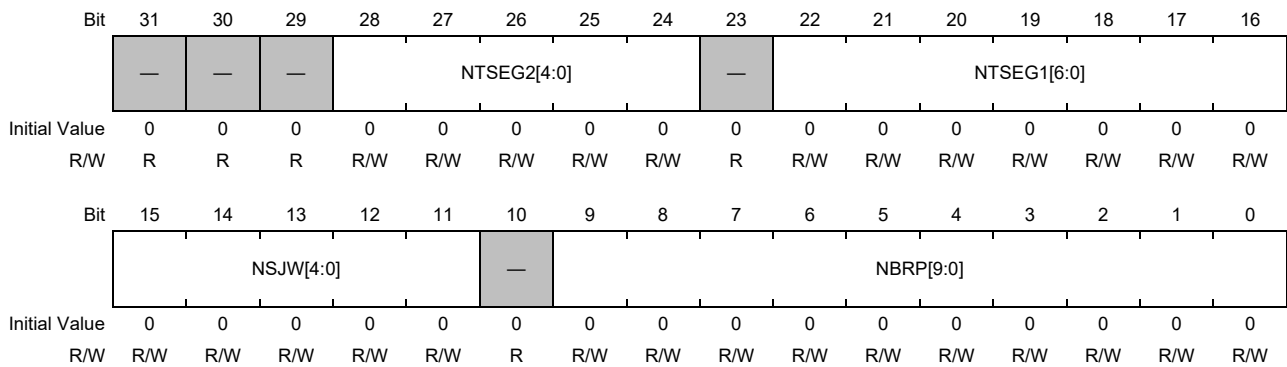 Bit 31 30 29 28 27 26 25 24 23 22 21 20 19 18 17 16
— — — NTSEG2[4:0] — NTSEG1[6:0]
Initial Value 0 0 0 0 0 0 0 0 0 0 0 0 0 0 0 0
R/W R R R R/W R/W R/W R/W R/W R R/W R/W R/W R/W R/W R/W R/W
Bit 15 14 13 12 11 10 9 8 7 6 5 4 3 2 1 0
NSJW[4:0] — NBRP[9:0]
Initial Value 0 0 0 0 0 0 0 0 0 0 0 0 0 0 0 0
R/W R/W R/W R/W R/W R/W R R/W R/W R/W R/W R/W R/W R/W R/W R/W R/W